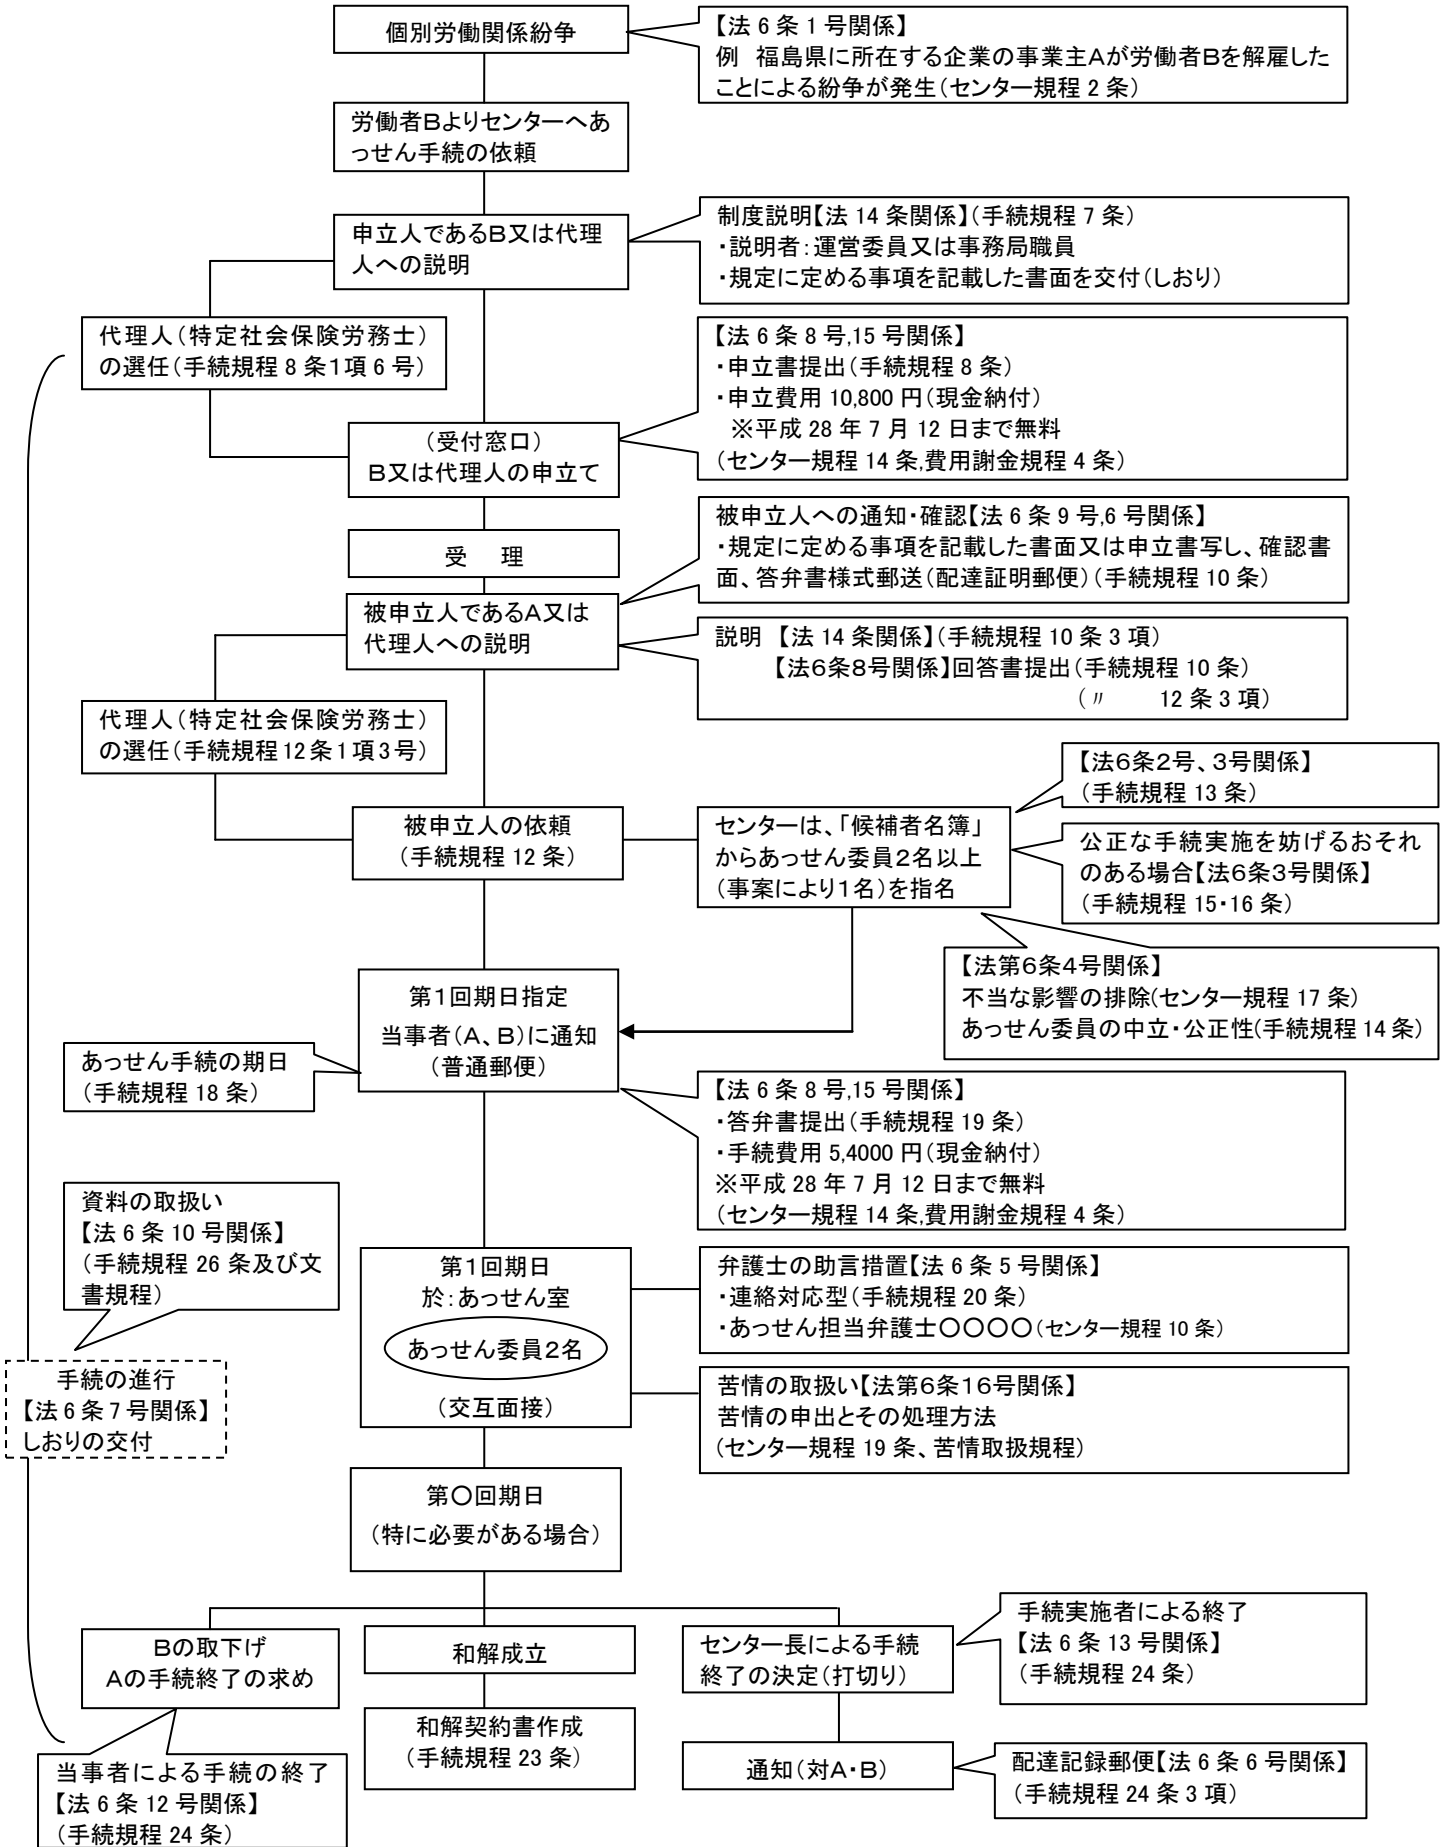 個別労働関係紛争
【法 6 条 1 号関係】
例　福島県に所在する企業の事業主Aが労働者Bを解雇した
ことによる紛争が発生(センター規程 2 条)
労働者Bよりセンターへあ
っせん手続の依頼
申立人であるB又は代理
人への説明
制度説明【法 14 条関係】(手続規程 7 条)
・説明者:運営委員又は事務局職員
・規定に定める事項を記載した書面を交付(しおり)
代理人(特定社会保険労務士)
の選任(手続規程 8 条1項 6 号)
【法 6 条 8 号,15 号関係】
・申立書提出(手続規程 8 条)
・申立費用 10,800 円(現金納付)
※平成 28 年 7 月 12 日まで無料
(センター規程 14 条,費用謝金規程 4 条)
(受付窓口)
B又は代理人の申立て
受　理
被申立人への通知・確認【法 6 条 9 号,6 号関係】
・規定に定める事項を記載した書面又は申立書写し、確認書
面、答弁書様式郵送(配達証明郵便)(手続規程 10 条)
被申立人であるA又は
代理人への説明
説明 【法 14 条関係】(手続規程 10 条 3 項)
【法6条8号関係】回答書提出(手続規程 10 条)
(〃　　12 条 3 項)
代理人(特定社会保険労務士)
の選任(手続規程 12 条 1 項 3 号)
被申立人の依頼
(手続規程 12 条)
センターは、「候補者名簿」
からあっせん委員2名以上
(事案により1名)を指名
【法6条2号、3号関係】
(手続規程 13 条)
公正な手続実施を妨げるおそれ
のある場合【法6条3号関係】
(手続規程 15・16 条)
【法第6条4号関係】
不当な影響の排除(センター規程 17 条)
あっせん委員の中立・公正性(手続規程 14 条)
第1回期日指定
当事者(A、B)に通知
(普通郵便)
あっせん手続の期日
(手続規程 18 条)
【法 6 条 8 号,15 号関係】
・答弁書提出(手続規程 19 条)
・手続費用 5,4000 円(現金納付)
※平成 28 年 7 月 12 日まで無料
(センター規程 14 条,費用謝金規程 4 条)
資料の取扱い
【法 6 条 10 号関係】
(手続規程 26 条及び文
書規程)
第1回期日
於:あっせん室
あっせん委員2名
(交互面接)
弁護士の助言措置【法 6 条 5 号関係】
・連絡対応型(手続規程 20 条)
・あっせん担当弁護士〇〇〇〇(センター規程 10 条)
苦情の取扱い【法第6条16号関係】
苦情の申出とその処理方法
(センター規程 19 条、苦情取扱規程)
手続の進行
【法 6 条 7 号関係】
しおりの交付
第〇回期日
(特に必要がある場合)
Bの取下げ
Aの手続終了の求め
和解成立
センター長による手続
終了の決定(打切り)
手続実施者による終了
【法 6 条 13 号関係】
(手続規程 24 条)
和解契約書作成
(手続規程 23 条)
通知(対A・B)
配達記録郵便【法 6 条 6 号関係】
(手続規程 24 条 3 項)
当事者による手続の終了
【法 6 条 12 号関係】
(手続規程 24 条)